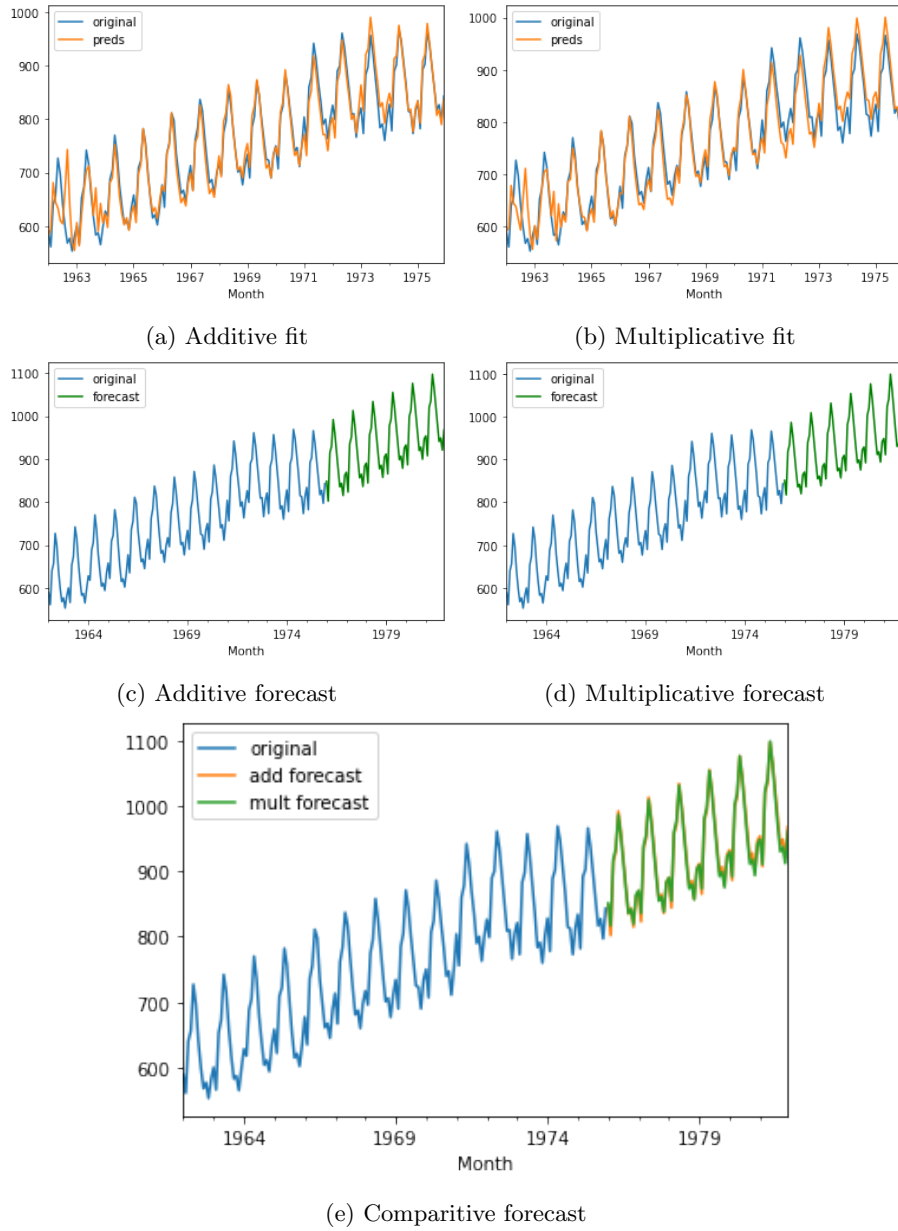 original
preds
1000
900
800
700
600
1963 1965 1967 1969 1971 1973 1975
Month
(a) Additive fit
original
preds
1000
900
800
700
600
1963 1965 1967 1969 1971 1973 1975
Month
(b) Multiplicative fit
original
forecast
1100
1000
900
800
700
600
1964 1969 1974 1979
Month
(c) Additive forecast
original
forecast
1100
1000
900
800
700
600
1964 1969 1974 1979
Month
(d) Multiplicative forecast
original
add forecast
mult forecast
1100
1000
900
800
700
600
1964 1969 1974 1979
Month
(e) Comparitive forecast